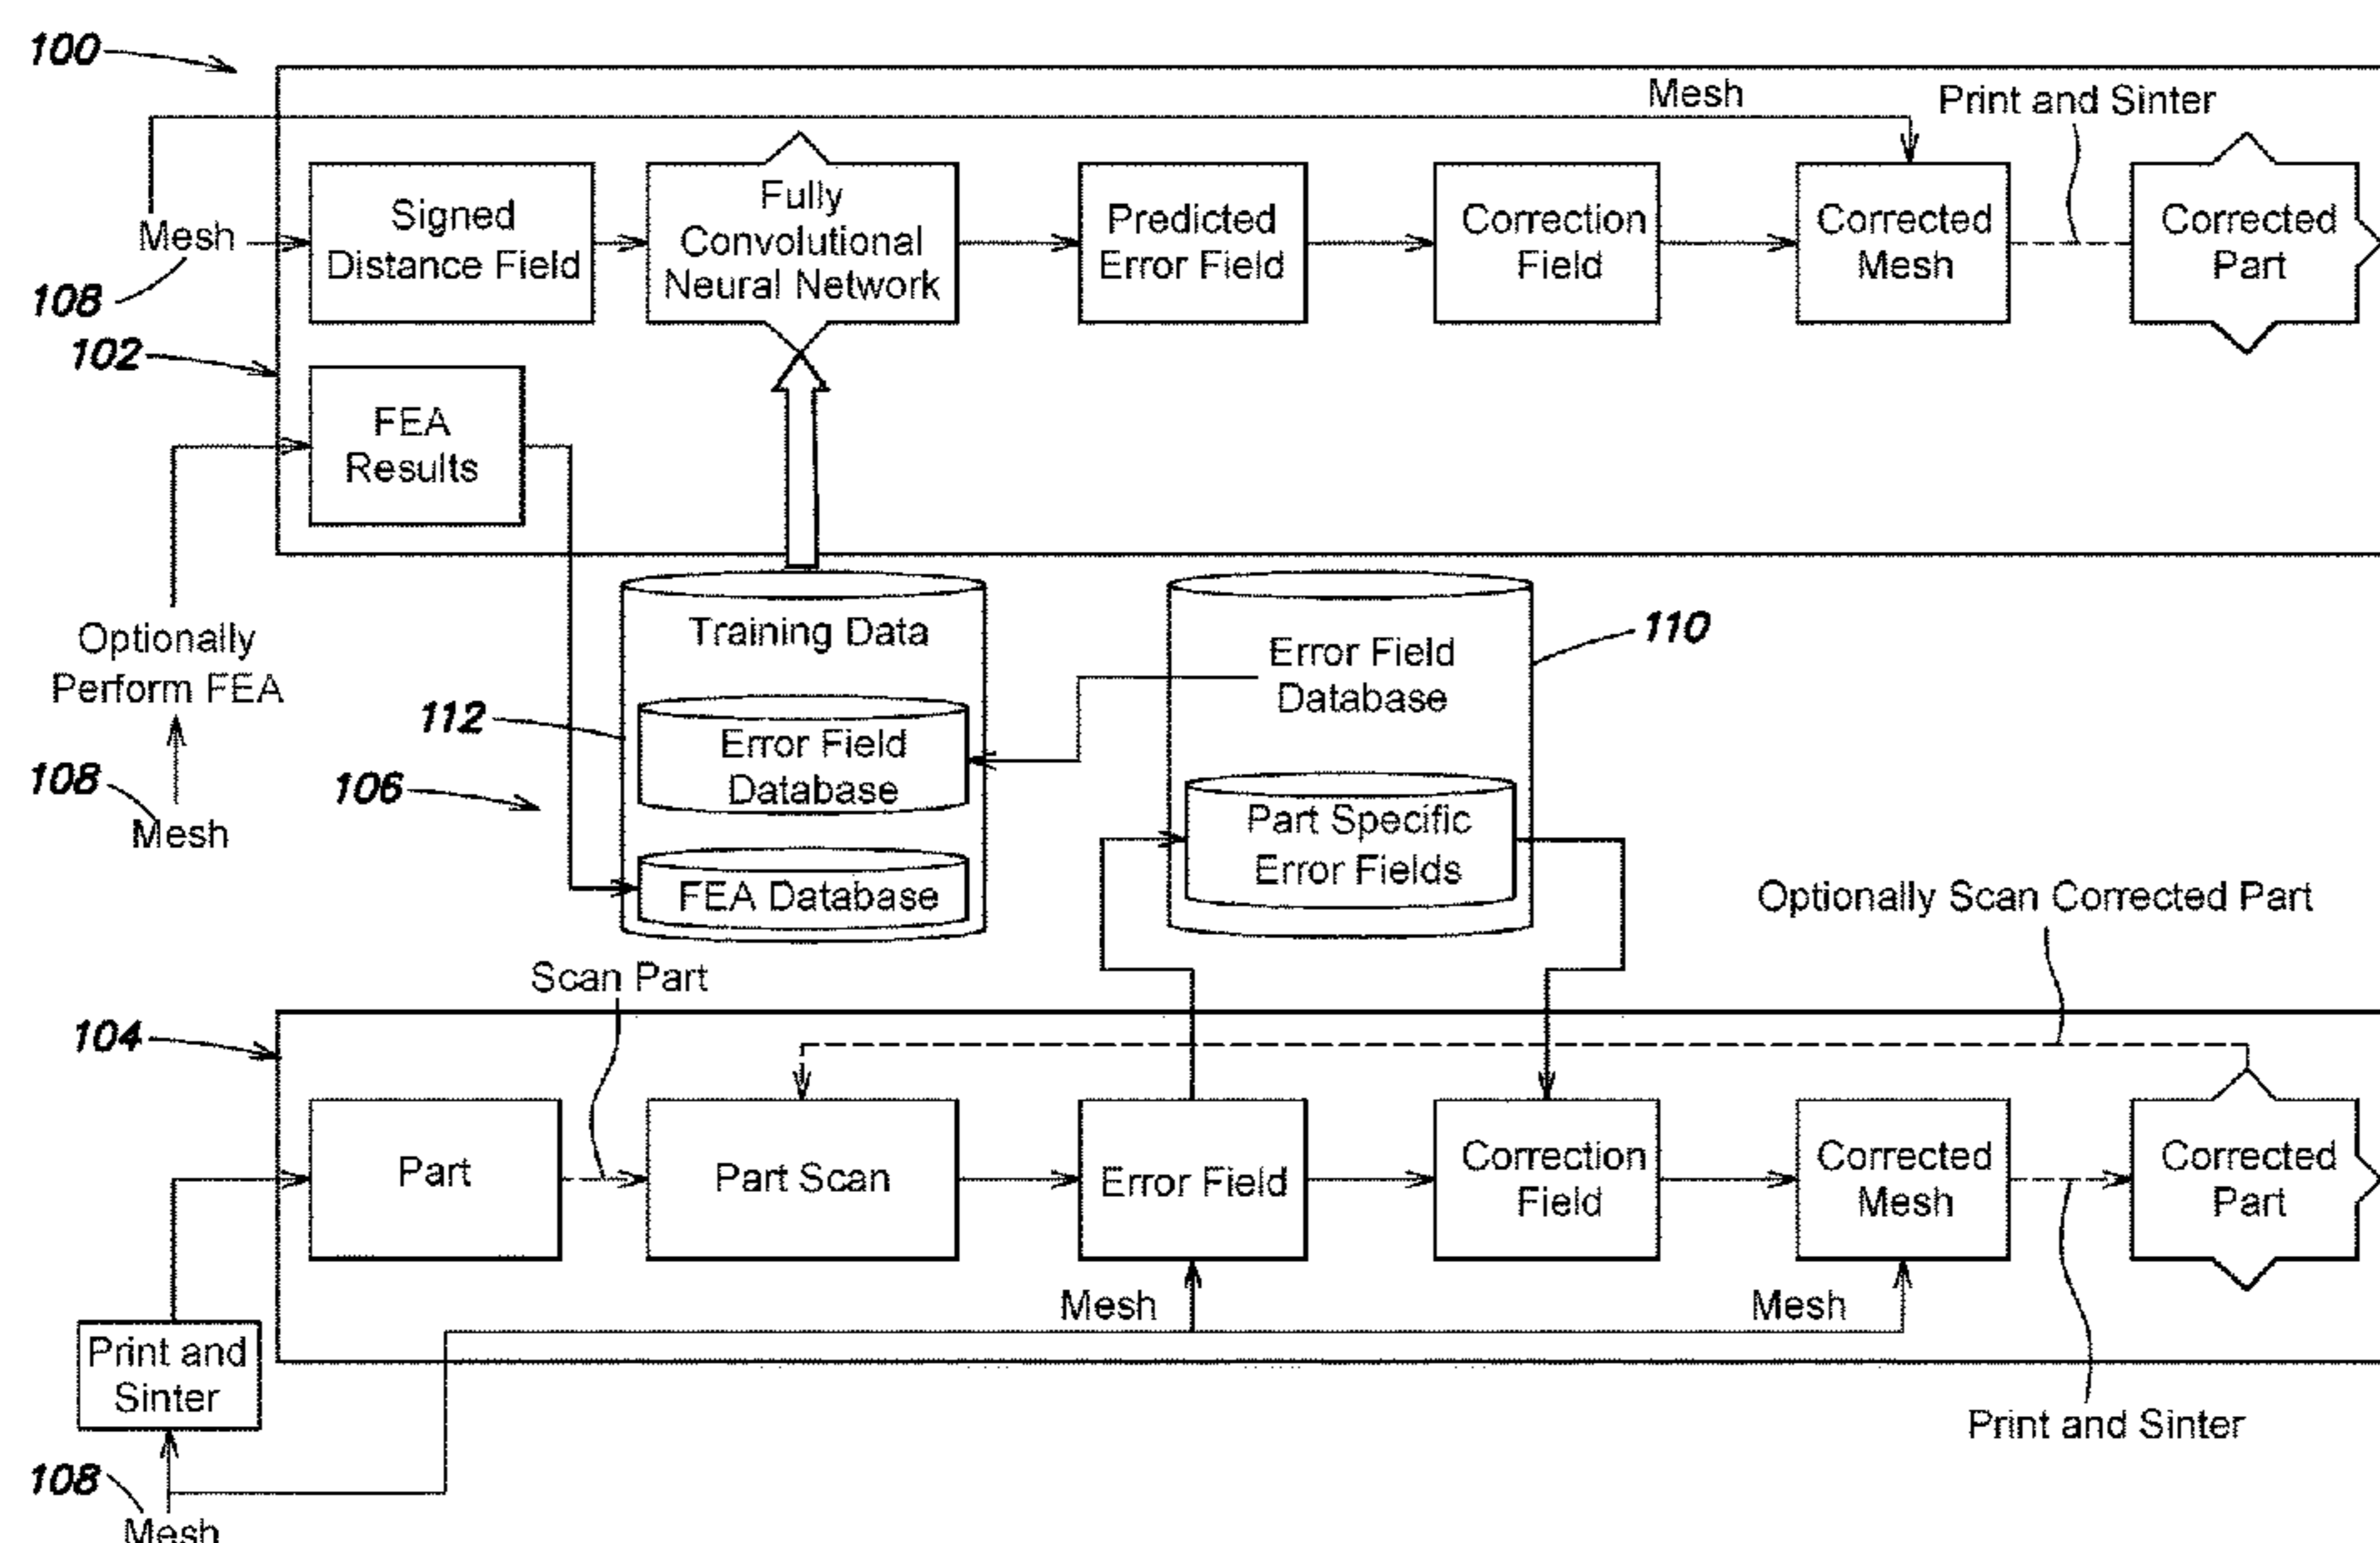 100
Mesh
Print and Sinter
Mesh
108
Signed
Distance Field
Fully
Convolutional
Neural Network
Predicted
Error Field
Correction
Field
Corrected
Mesh
Corrected
Part
102
FEA
Results
Optionally
Perform FEA
108
Mesh
Training Data
112
Error Field
Database
106
FEA Database
Error Field
Database
110
Part Specific
Error Fields
Optionally Scan Corrected Part
Scan Part
104
Part
Part Scan
Error Field
Correction
Field
Corrected
Mesh
Corrected
Part
Mesh
Mesh
Print and
Sinter
Print and Sinter
108
Mesh